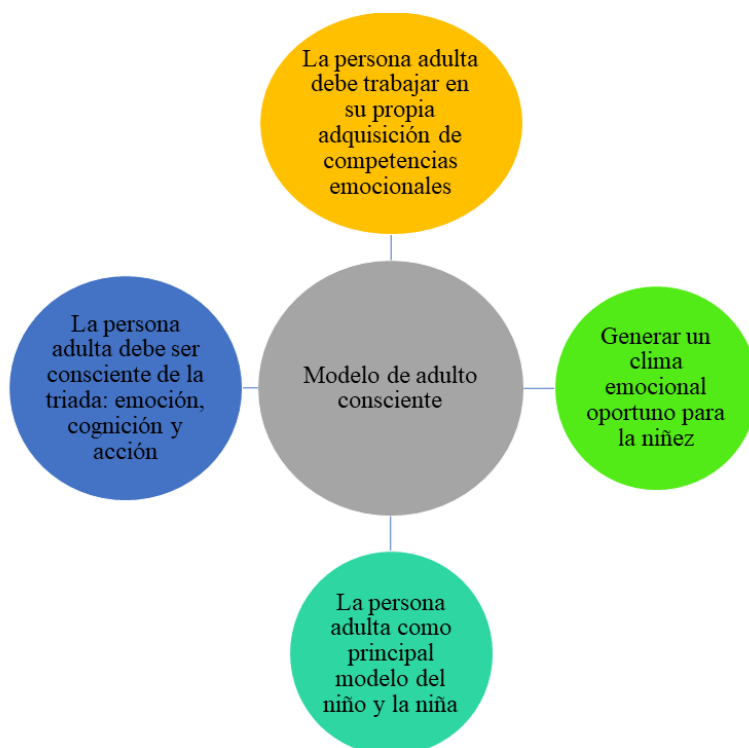 La persona adulta
debe trabajar en
su propia
adquisición de
competencias
emocionales
La persona
adulta debe ser
consciente de la
triada: emoción,
cognición y
acción
Modelo de adulto
consciente
Generar un
clima
emocional
oportuno para
la niñez
La persona
adulta como
principal
modelo del
niño y la niña